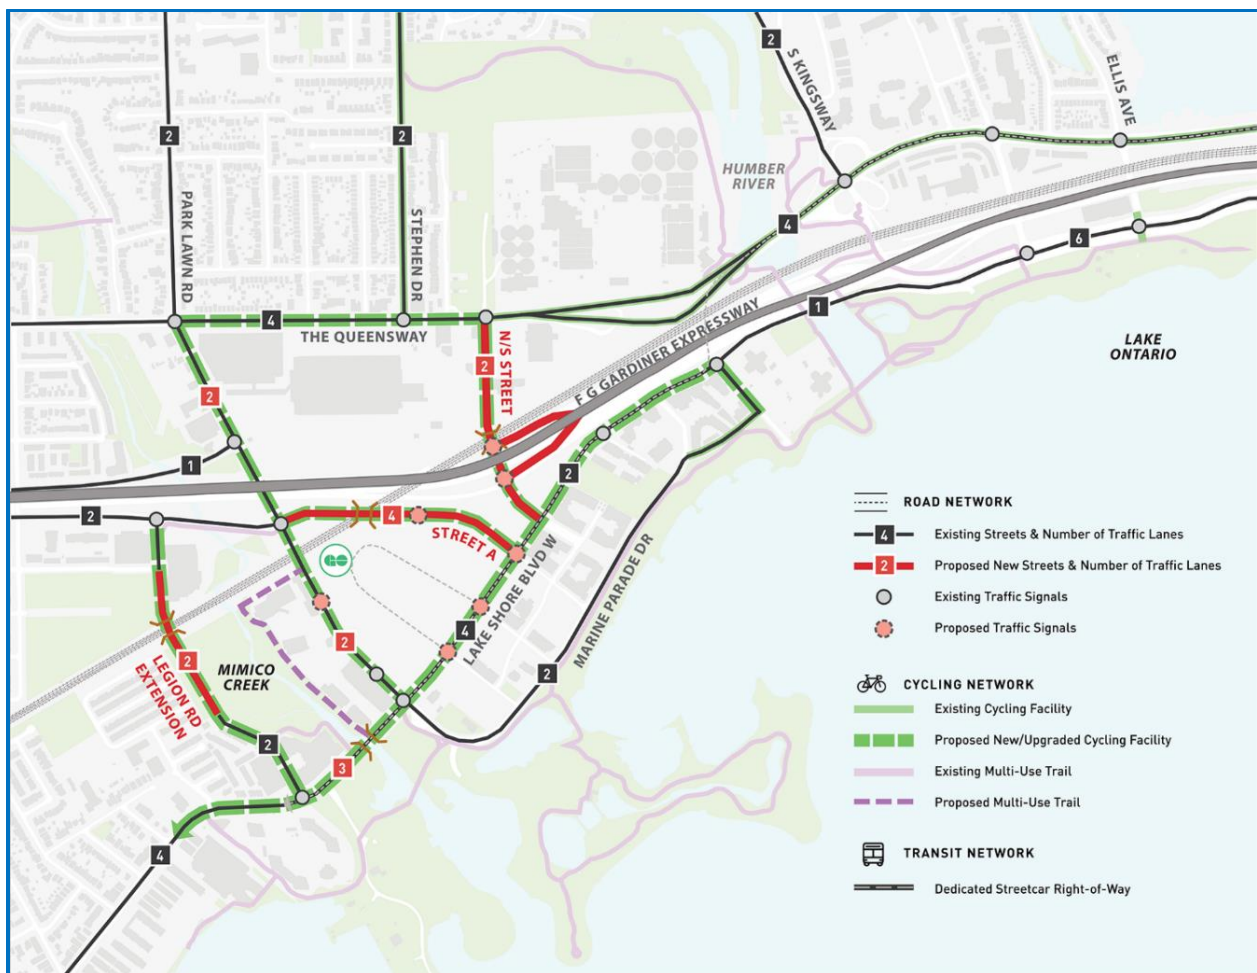 2
2
2
S KINGSWAY
ELLIS AVE
HUMBER
RIVER
PARK LAWN RD
STEPHEN DR
4
6
4
THE QUEENSWAY
N/S STREET
2
F G GARDINER EXPRESSWAY
1
LAKE
ONTARIO
2
1
2
2
4
STREET A
GO
LAKE SHORE BLVD W
MARINE PARADE DR
4
2
2
2
LEGION RD
EXTENSION
MIMICO
CREEK
2
3
4
ROAD NETWORK
4 Existing Streets & Number of Traffic Lanes
2 Proposed New Streets & Number of Traffic Lanes
Existing Traffic Signals
Proposed Traffic Signals
CYCLING NETWORK
Existing Cycling Facility
Proposed New/Upgraded Cycling Facility
Existing Multi-Use Trail
Proposed Multi-Use Trail
TRANSIT NETWORK
Dedicated Streetcar Right-of-Way